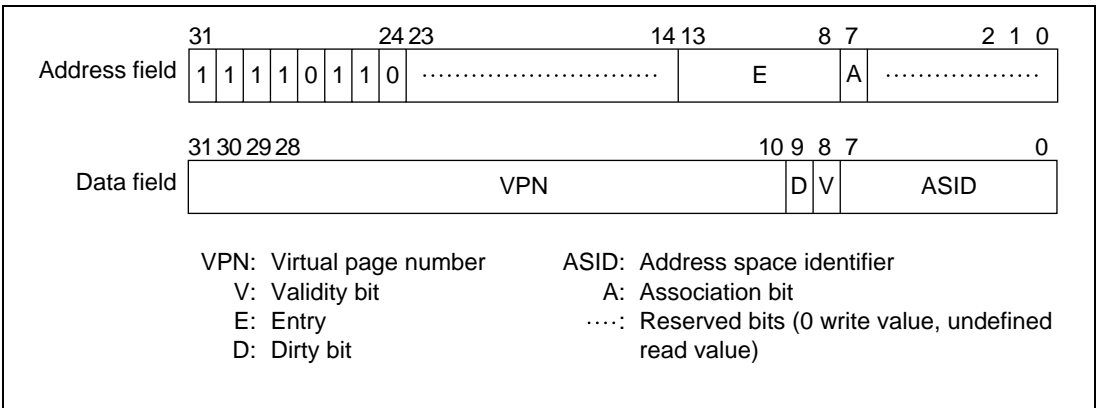 31 24 23 14 13 8 7 2 1 0
Address field 1 1 1 1 0 1 1 0 ............................ E A ...................
31 30 29 28 10 9 8 7 0
Data field VPN D V ASID
VPN: Virtual page number ASID: Address space identifier
V: Validity bit A: Association bit
E: Entry ....: Reserved bits (0 write value, undefined
D: Dirty bit read value)